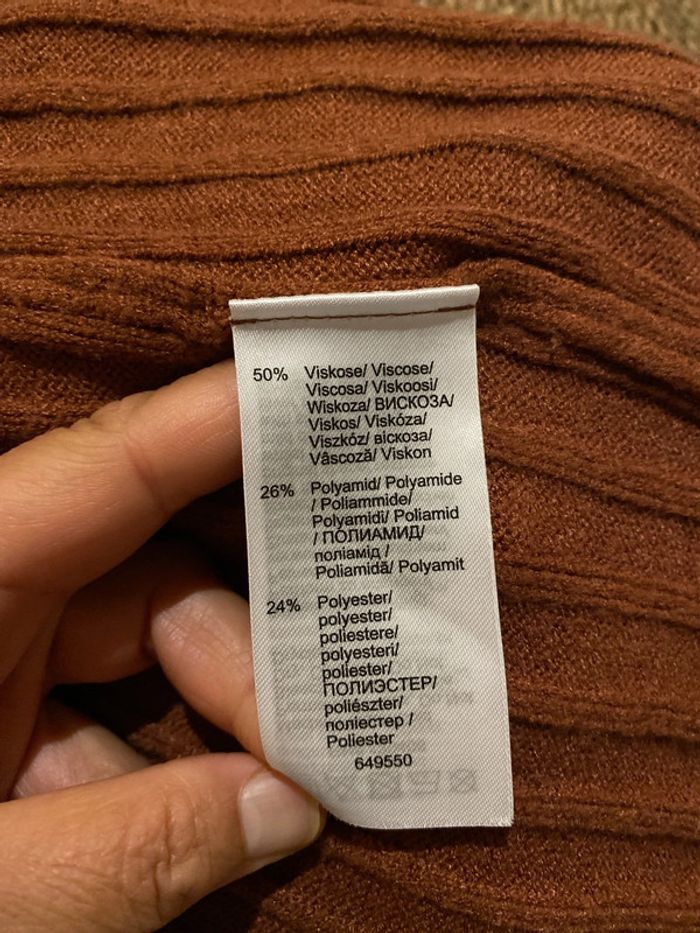 50% Viskose/ Viscose/
Viscosa/ Viskoosi/
Wiskoza/ ВИСКОЗА/
Viskos/ Viskóza/
Viszkóz/ віскоза/
Vâscoză/ Viskon
26% Polyamid/ Polyamide
/ Poliammide/
Polyamidi/ Poliamid
/ ПОЛИАМИД/
поліамід /
Poliamidă/ Polyamit
24% Polyester/
polyester/
poliestere/
polyesteri/
poliester/
ПОЛИЭСТЕР/
poliészter/
поліестер /
Poliester
649550